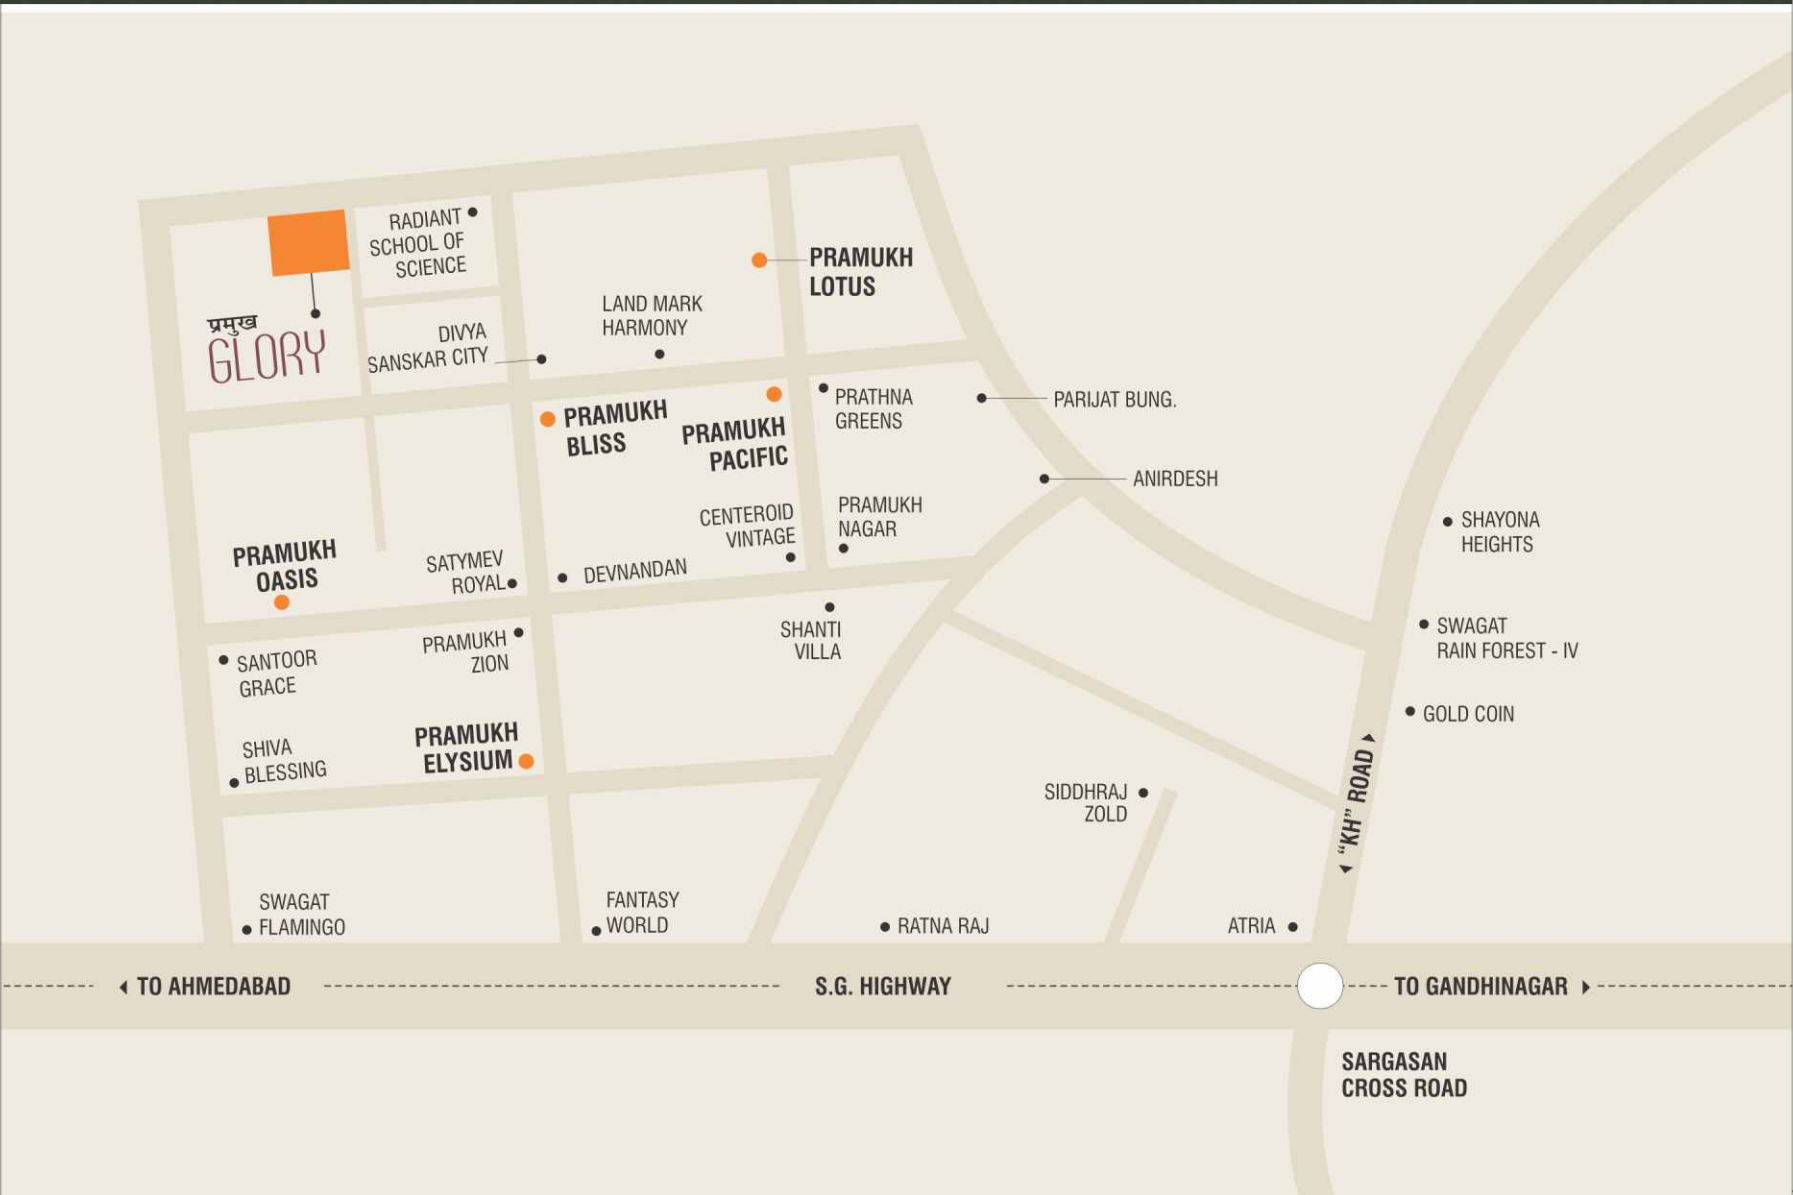 RADIANT
SCHOOL OF
SCIENCE
PRAMUKH
LOTUS
LAND MARK
HARMONY
प्रमुख
GLORY
DIVYA
SANSKAR CITY
PRAMUKH
BLISS
PRAMUKH
PACIFIC
PRATHNA
GREENS
PARIJAT BUNG.
ANIRDESH
CENTEROID
VINTAGE
PRAMUKH
NAGAR
SHAYONA
HEIGHTS
PRAMUKH
OASIS
SATYMEV
ROYAL
DEVNANDAN
SHANTI
VILLA
SWAGAT
RAIN FOREST - IV
SANTOOR
GRACE
PRAMUKH
ZION
GOLD COIN
SHIVA
BLESSING
PRAMUKH
ELYSIUM
"KH" ROAD
SIDDHRAJ
ZOLD
SWAGAT
FLAMINGO
FANTASY
WORLD
RATNA RAJ
ATRIA
TO AHMEDABAD
S.G. HIGHWAY
TO GANDHINAGAR
SARGASAN
CROSS ROAD